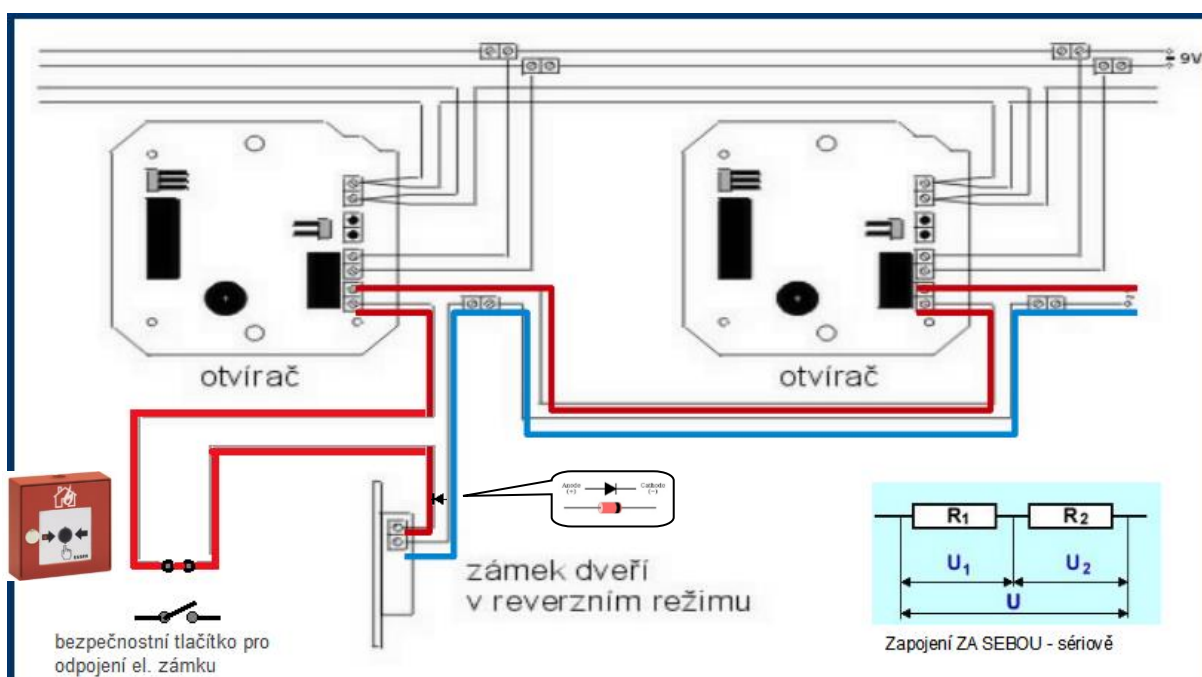 9V
otvírač
otvírač
Anode
(+)
Cathode
(-)
zámek dveří
v reverzním režimu
bezpečnostní tlačítko pro
odpojení el. zámku
R1
R2
U1
U2
U
Zapojení ZA SEBOU - sériově